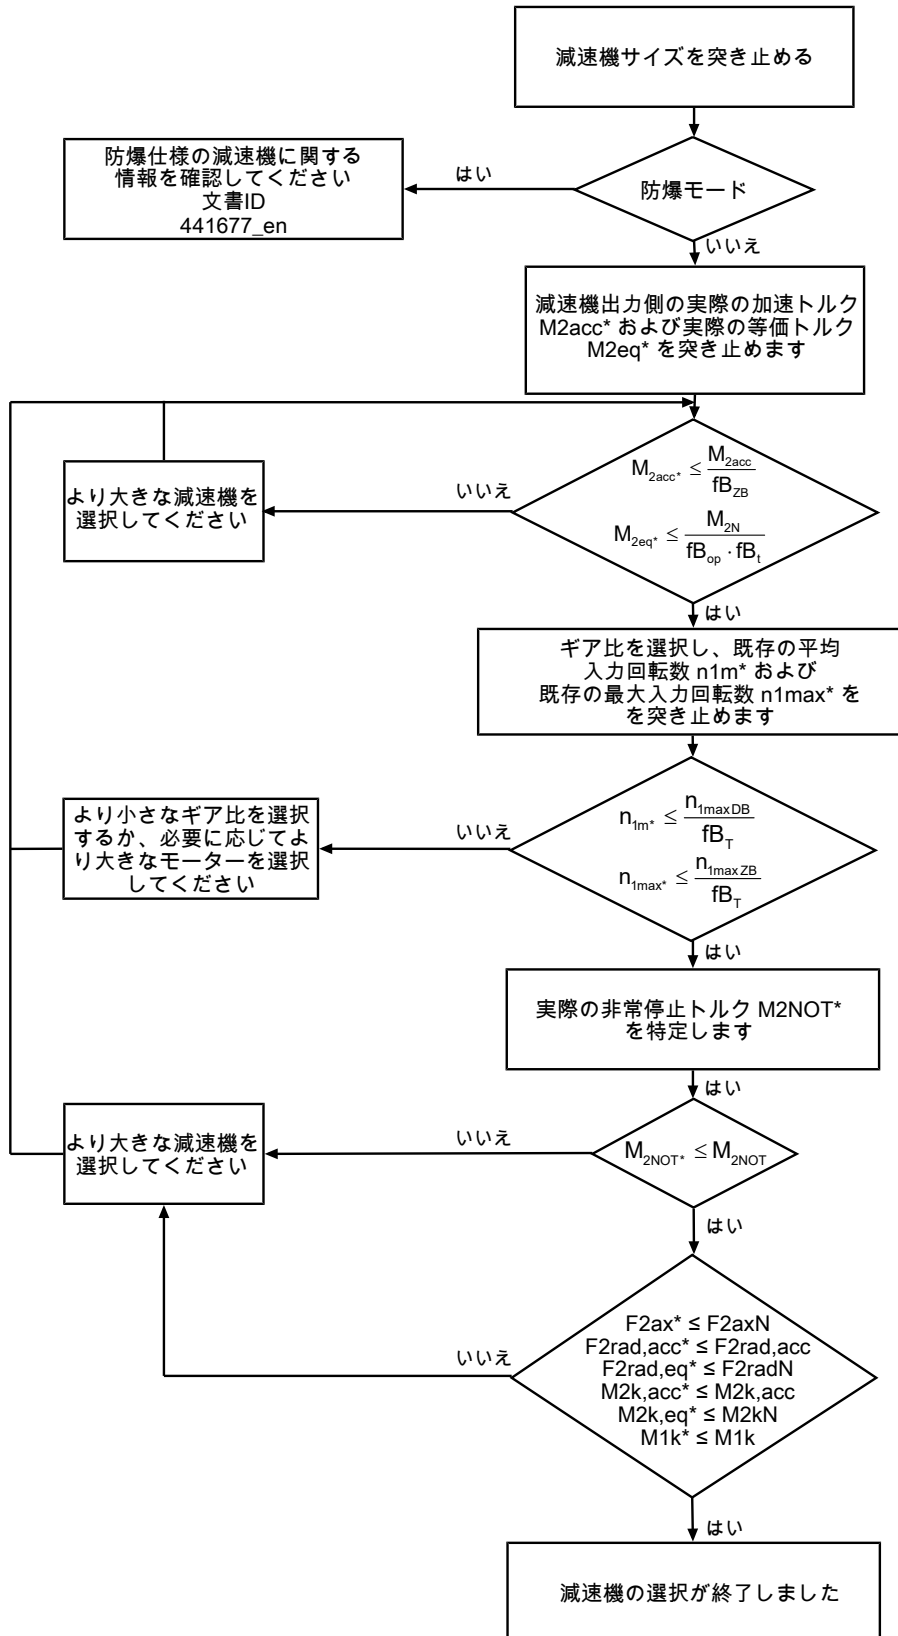 減速機サイズを突き止める
防爆モード
はい
防爆仕様の減速機に関する
情報を確認してください
文書ID
441677_en
いいえ
減速機出力側の実際の加速トルク
M2acc* および実際の等価トルク
M2eq* を突き止めます
M2acc* ≤ M2acc / fBZB
M2eq* ≤ M2N / fBop · fBt
いいえ
より大きな減速機を
選択してください
はい
ギア比を選択し、既存の平均
入力回転数 n1m* および
既存の最大入力回転数 n1max* を
を突き止めます
n1m* ≤ n1maxDB / fBT
n1max* ≤ n1maxZB / fBT
いいえ
より小さなギア比を選択
するか、必要に応じてよ
り大きなモーターを選択
してください
はい
実際の非常停止トルク M2NOT*
を特定します
はい
M2NOT* ≤ M2NOT
いいえ
より大きな減速機を
選択してください
はい
F2ax* ≤ F2axN
F2rad,acc* ≤ F2rad,acc
F2rad,eq* ≤ F2radN
M2k,acc* ≤ M2k,acc
M2k,eq* ≤ M2kN
M1k* ≤ M1k
いいえ
はい
減速機の選択が終了しました